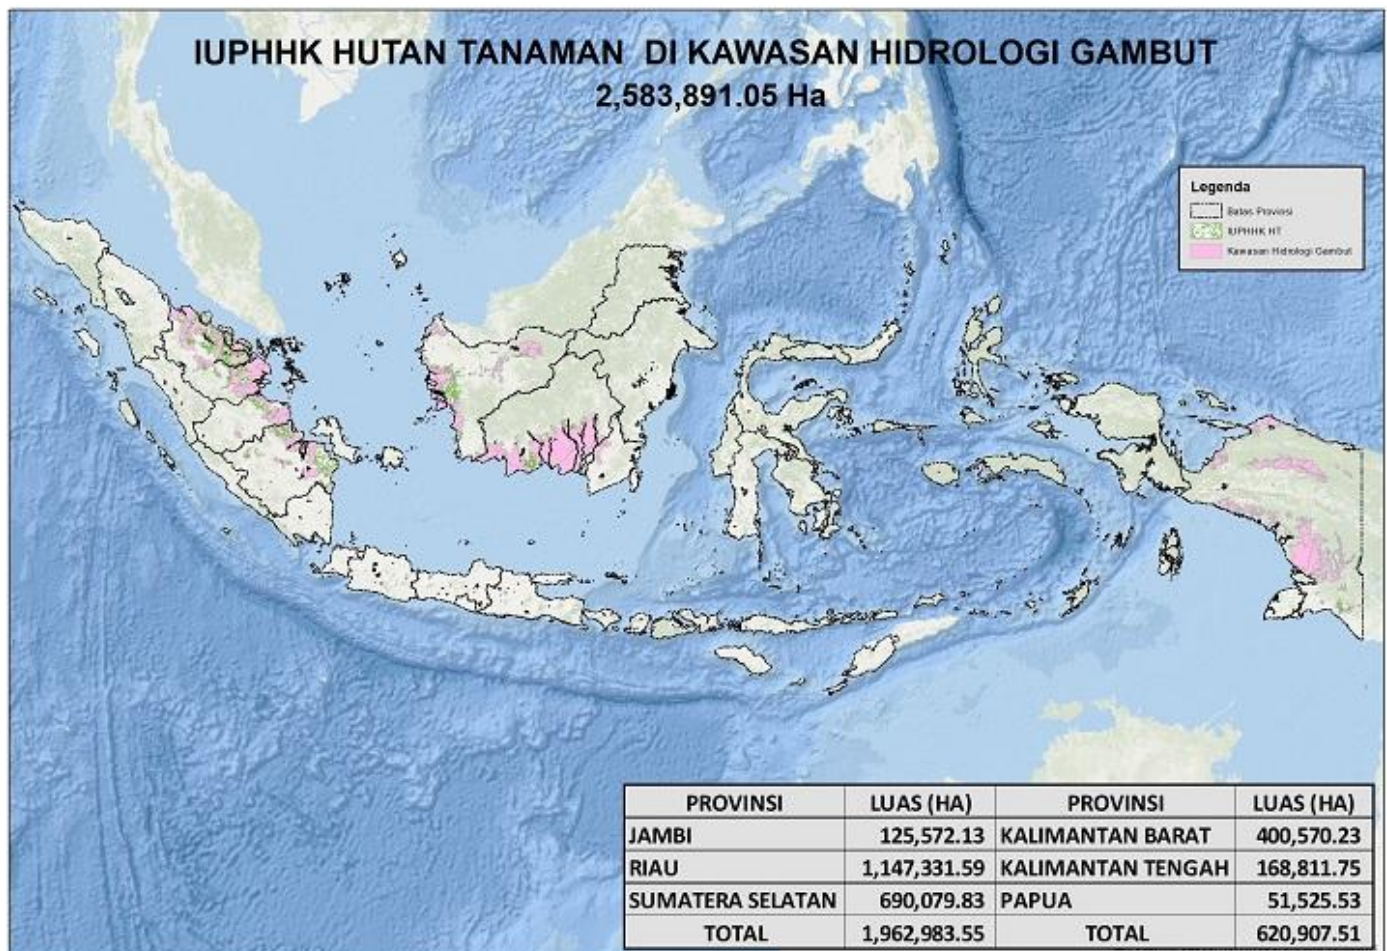 IUPHHK HUTAN TANAMAN DI KAWASAN HIDROLOGI GAMBUT
2,583,891.05 Ha
Legenda
Batas Provinsi
IUPHHK HT
Kawasan Hidrologi Gambut
PROVINSI LUAS (HA) PROVINSI LUAS (HA)
JAMBI 125,572.13 KALIMANTAN BARAT 400,570.23
RIAU 1,147,331.59 KALIMANTAN TENGAH 168,811.75
SUMATERA SELATAN 690,079.83 PAPUA 51,525.53
TOTAL 1,962,983.55 TOTAL 620,907.51